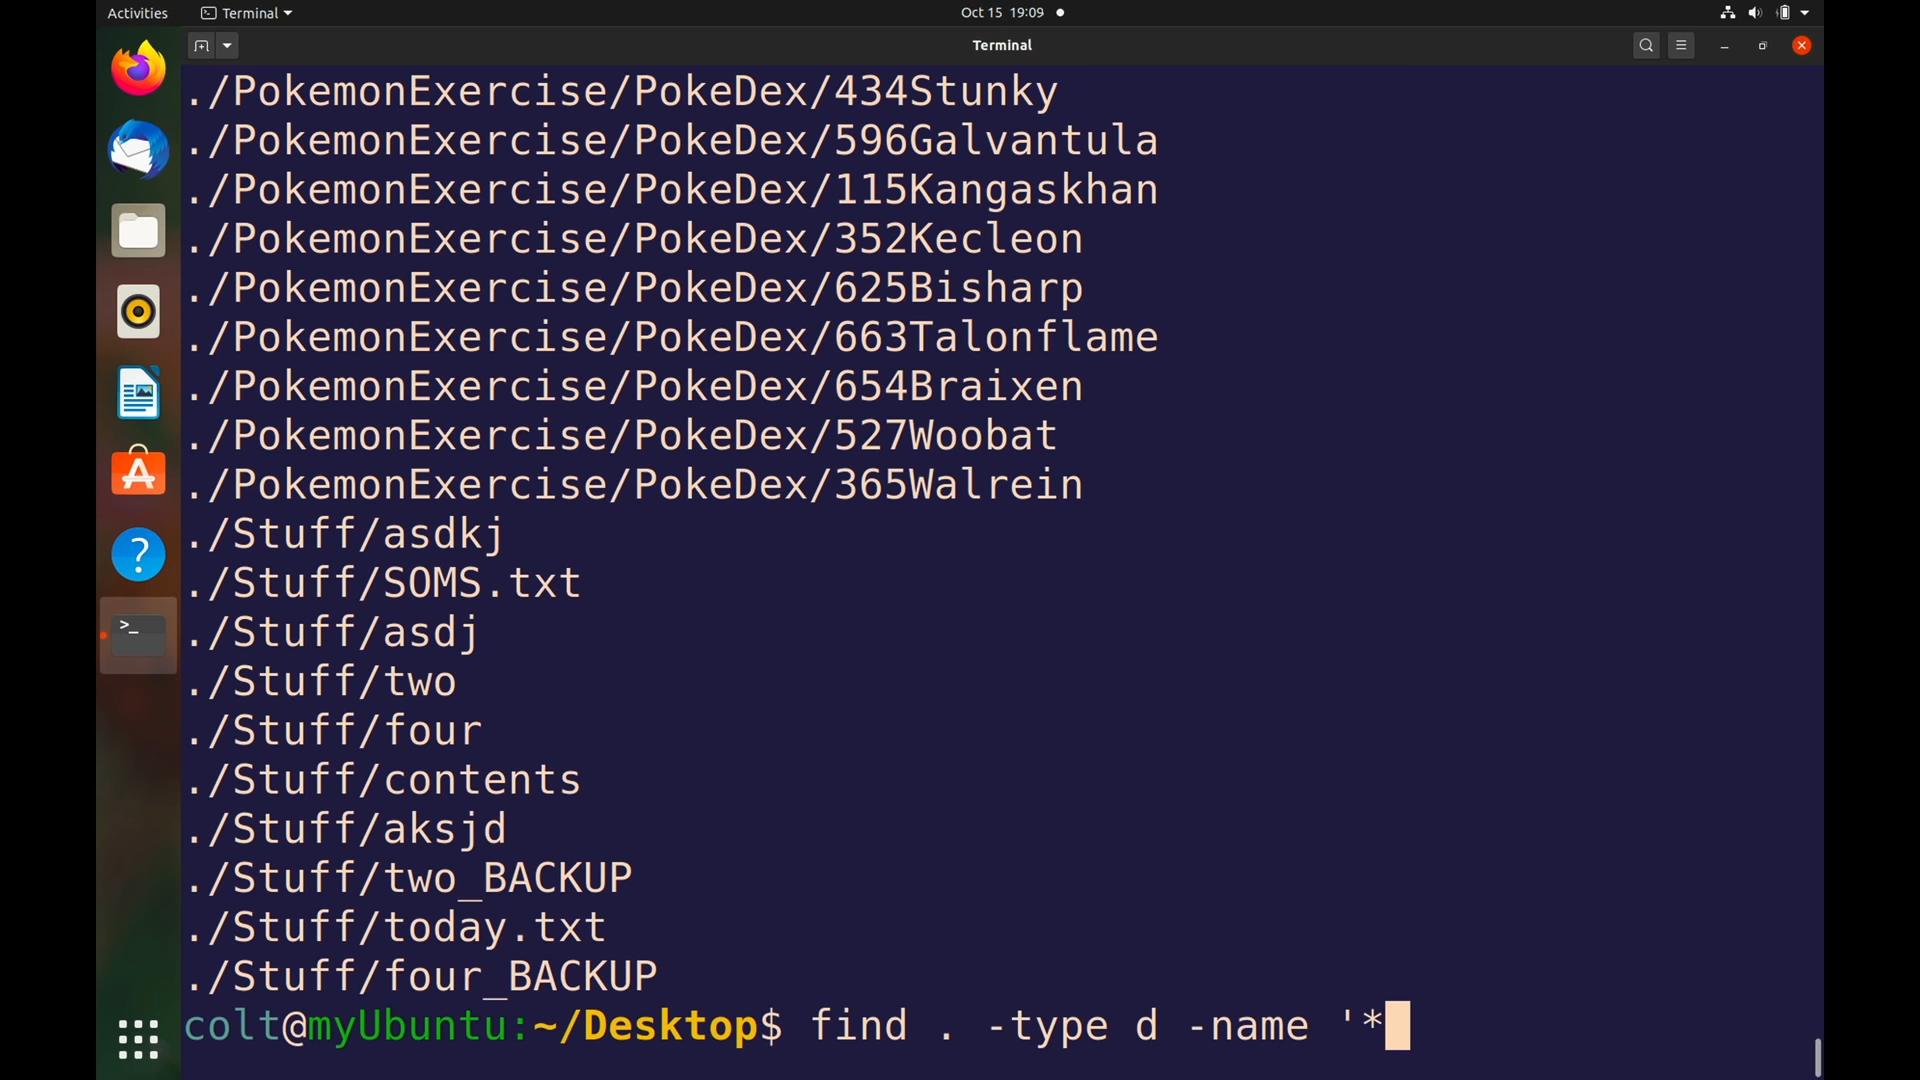 Activities
Terminal
Oct 15 19:09
Terminal
./PokemonExercise/PokeDex/434Stunky
./PokemonExercise/PokeDex/596Galvantula
./PokemonExercise/PokeDex/115Kangaskhan
./PokemonExercise/PokeDex/352Kecleon
./PokemonExercise/PokeDex/625Bisharp
./PokemonExercise/PokeDex/663Talonflame
./PokemonExercise/PokeDex/654Braixen
./PokemonExercise/PokeDex/527Woobat
./PokemonExercise/PokeDex/365Walrein
./Stuff/asdkj
./Stuff/SOMS.txt
./Stuff/asdj
./Stuff/two
./Stuff/four
./Stuff/contents
./Stuff/aksjd
./Stuff/two_BACKUP
./Stuff/today.txt
./Stuff/four_BACKUP
colt@myUbuntu:~/Desktop$ find . -type d -name '*